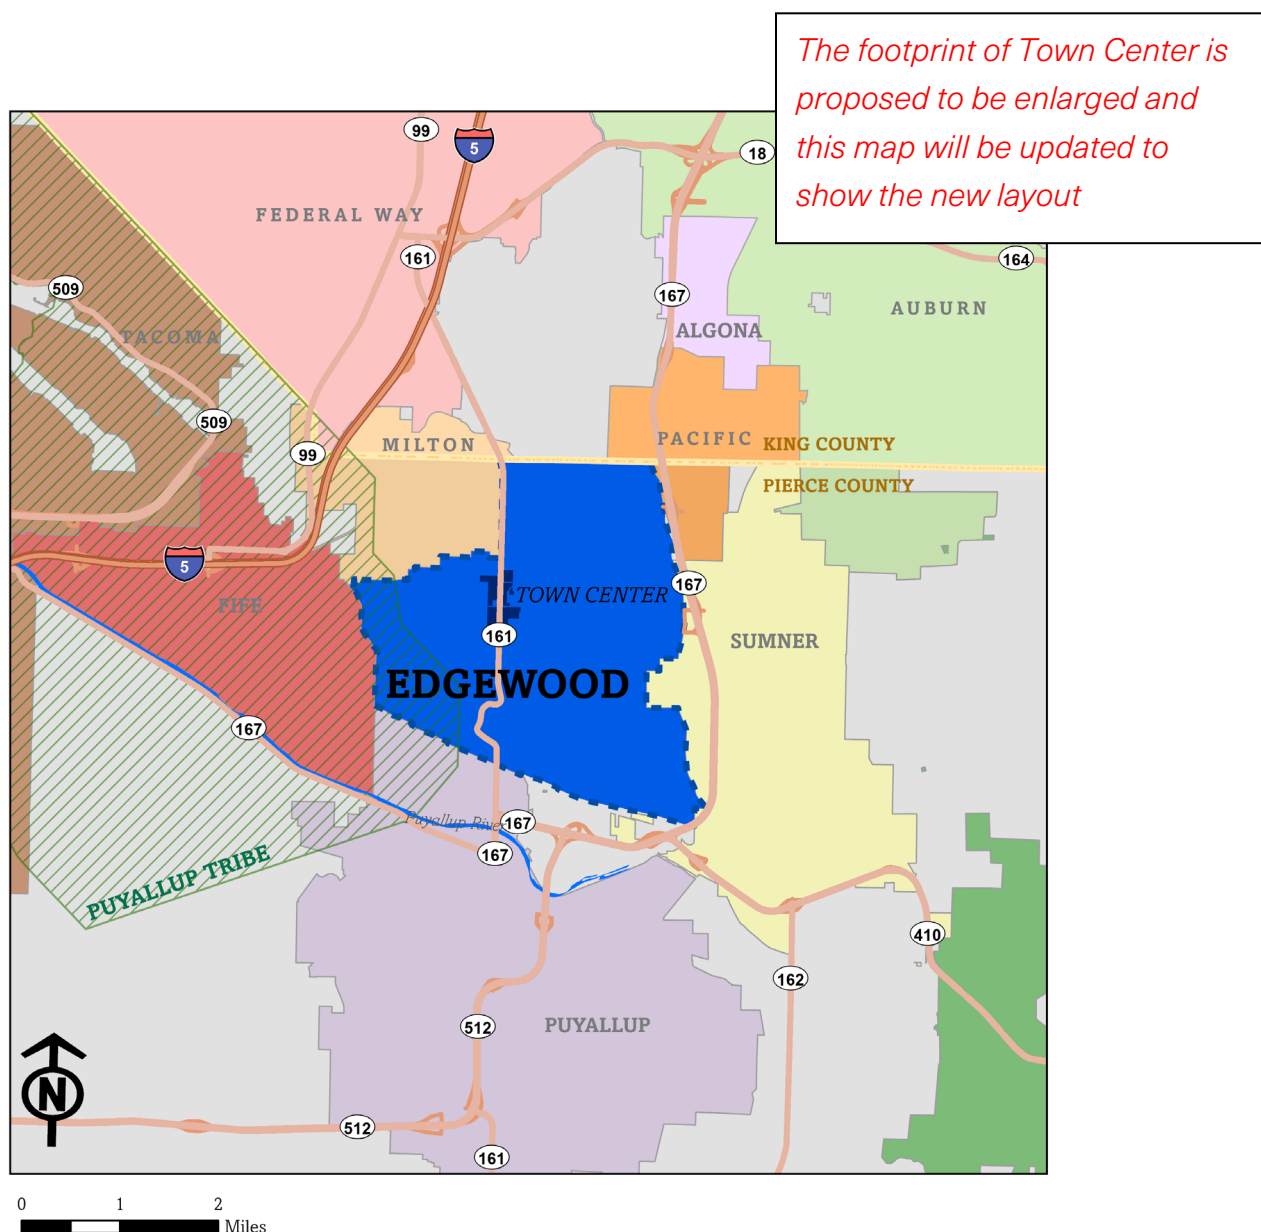 The footprint of Town Center is
proposed to be enlarged and
this map will be updated to
show the new layout
99
5
18
FEDERAL WAY
161
164
509
167
AUBURN
TACOMA
ALGONA
509
MILTON
PACIFIC
KING COUNTY
99
PIERCE COUNTY
5
167
TOWN CENTER
FIFE
161
SUMNER
EDGEWOOD
167
Puyallup River
167
167
PUYALLUP TRIBE
410
162
512
PUYALLUP
N
512
161
0 1 2
Miles